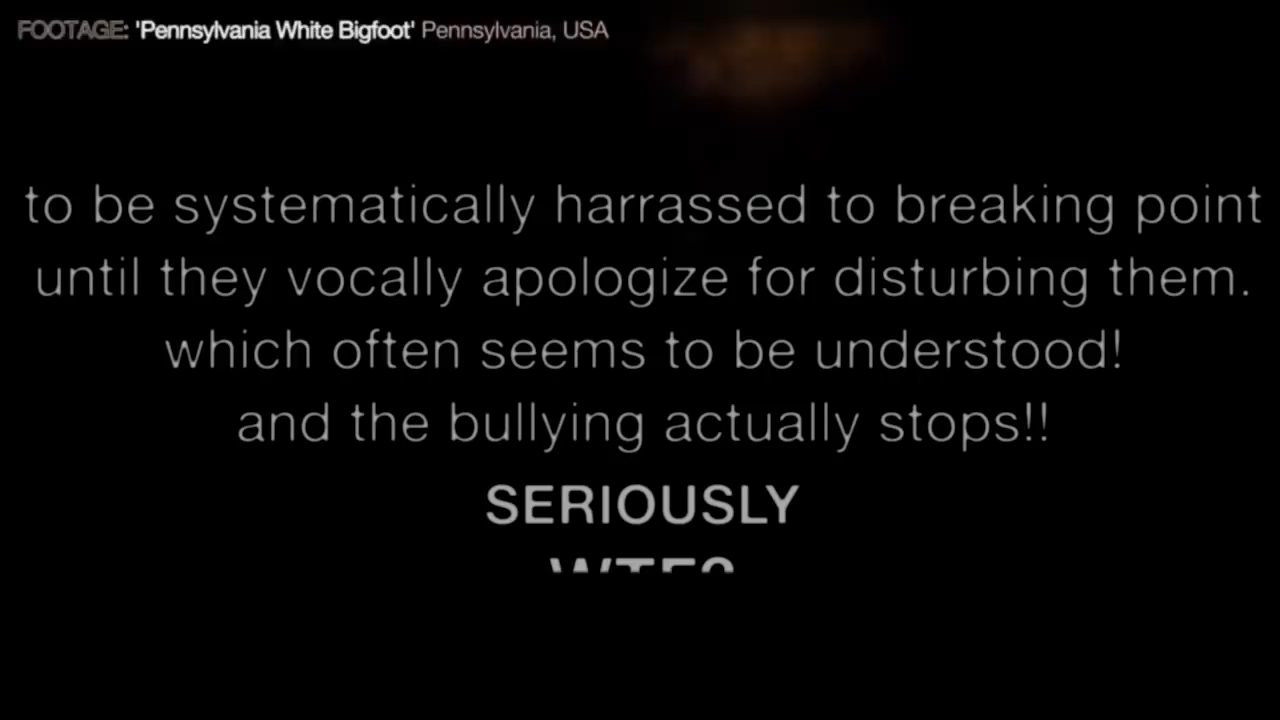 FOOTAGE: 'Pennsylvania White Bigfoot' Pennsylvania, USA
to be systematically harrassed to breaking point
until they vocally apologize for disturbing them.
which often seems to be understood!
and the bullying actually stops!!
SERIOUSLY
WTF?